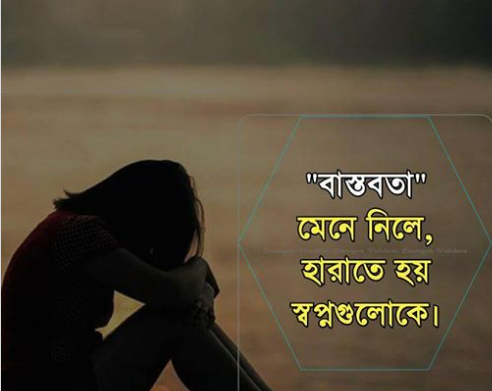 "বাস্তবতা"
মেনে নিলে,
হারাতে হয়
স্বপ্নগুলোকে।